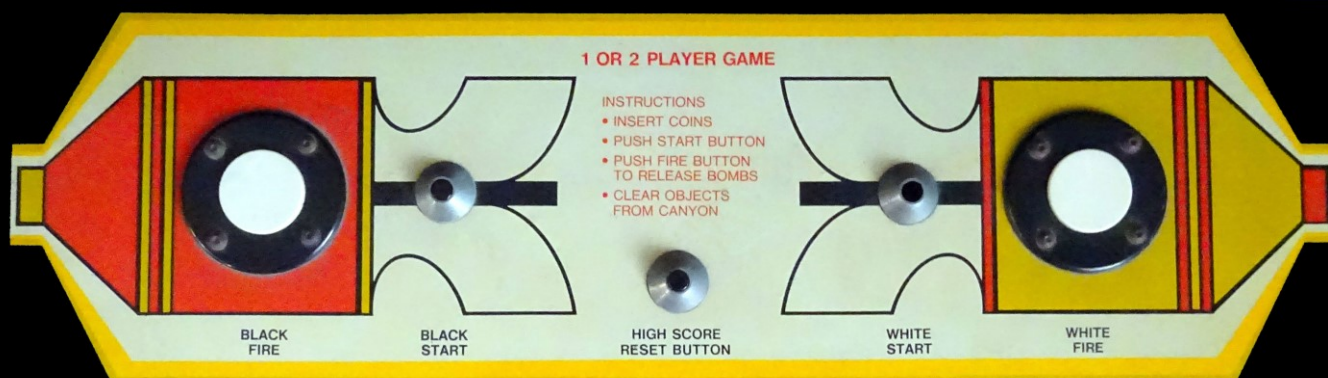 1 OR 2 PLAYER GAME
INSTRUCTIONS
• INSERT COINS
• PUSH START BUTTON
• PUSH FIRE BUTTON
TO RELEASE BOMBS
• CLEAR OBJECTS
FROM CANYON
BLACK
FIRE
BLACK
START
HIGH SCORE
RESET BUTTON
WHITE
START
WHITE
FIRE